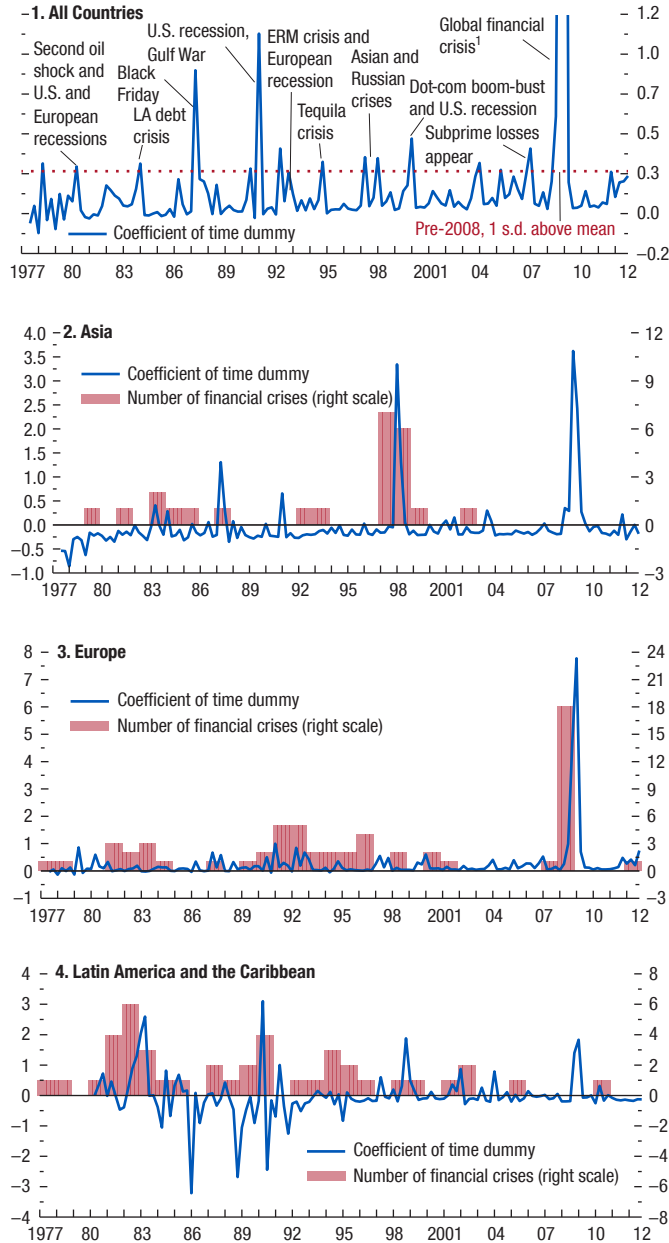 1. All Countries
Second oil
shock and
U.S. and
European
recessions
Black
Friday
LA debt
crisis
U.S. recession,
Gulf War
ERM crisis and
European
recession
Tequila
crisis
Asian and
Russian
crises
Dot-com boom-bust
and U.S. recession
Global financial
crisis1
Subprime losses
appear
Pre-2008, 1 s.d. above mean
Coefficient of time dummy
1.2
1.0
0.7
0.5
0.3
0.0
–0.2
1977 80 83 86 89 92 95 98 2001 04 07 10 12
2. Asia
Coefficient of time dummy
Number of financial crises (right scale)
4.0
3.5
3.0
2.5
2.0
1.5
1.0
0.5
0.0
–0.5
–1.0
12
9
6
3
0
–3
1977 80 83 86 89 92 95 98 2001 04 07 10 12
3. Europe
Coefficient of time dummy
Number of financial crises (right scale)
8
7
6
5
4
3
2
1
0
–1
24
21
18
15
12
9
6
3
0
–3
1977 80 83 86 89 92 95 98 2001 04 07 10 12
4. Latin America and the Caribbean
Coefficient of time dummy
Number of financial crises (right scale)
4
3
2
1
0
–1
–2
–3
–4
8
6
4
2
0
–2
–4
–6
–8
1977 80 83 86 89 92 95 98 2001 04 07 10 12